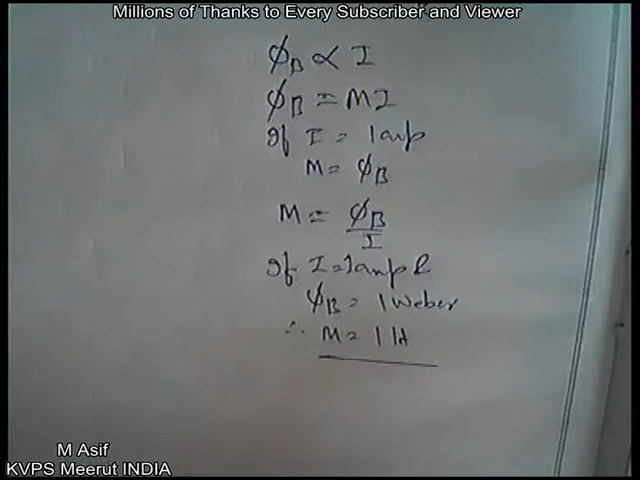 Millions of Thanks to Every Subscriber and Viewer
ϕB ∝ I
ϕB = MI
If I = 1amp
M = ϕB
M = ϕB/I
If I = 1amp &
ϕB = 1 Weber
∴ M = 1 H
M Asif
KVPS Meerut INDIA